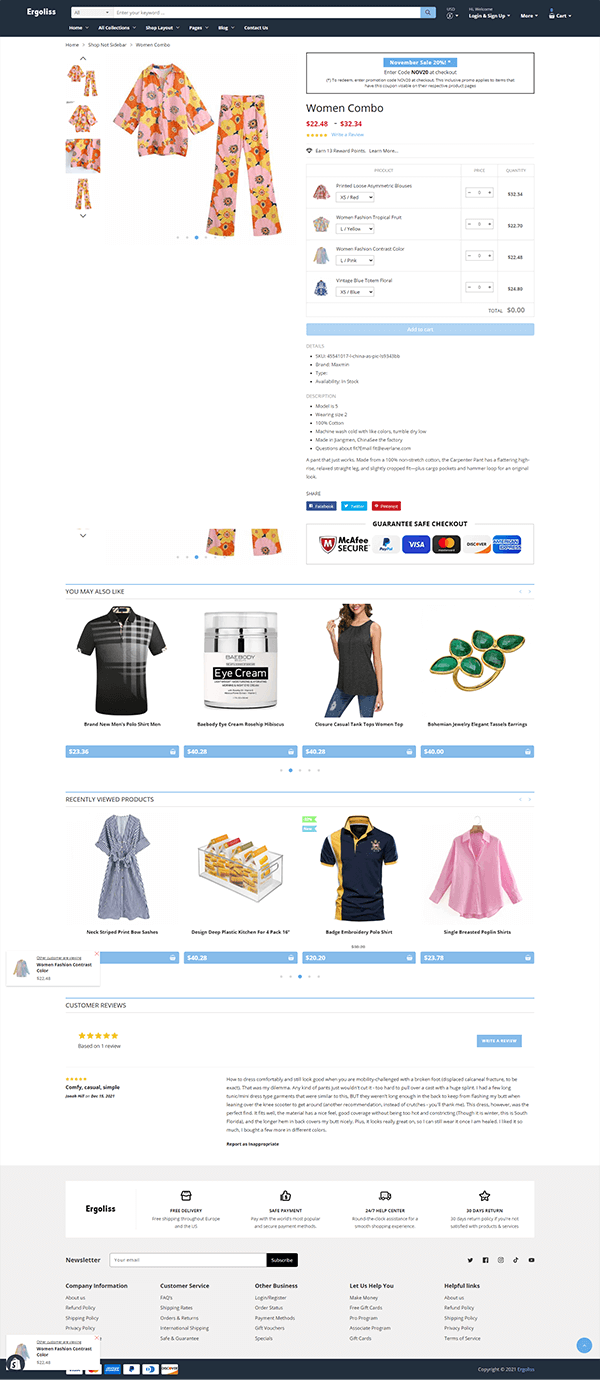 Ergoliss
All
Enter your keyword ...
USD
Hi, Welcome
Login & Sign Up
More
0
Cart
Home
All Collections
Shop Layout
Pages
Blog
Contact Us
Home > Shop Not Sidebar > Women Combo
November Sale 20%! *
Enter Code NOV20 at checkout
(*) To redeem, enter promotion code NOV20 at checkout. This inclusive promo applies to items that
have this coupon visable on their respective product pages
Women Combo
$22.48 - $32.34
Write a Review
Earn 13 Reward Points. Learn More...
PRODUCT PRICE QUANTITY
Printed Loose Asymmetric Blouses
XS / Red
- 0 +
$32.34
Women Fashion Tropical Fruit
L / Yellow
- 0 +
$22.70
Women Fashion Contrast Color
L / Pink
- 0 +
$22.48
Vintage Blue Totem Floral
XS / Blue
- 0 +
$24.80
TOTAL $0.00
Add to cart
DETAILS
Brand: Maxmin
Type:
Availability: In Stock
DESCRIPTION
Model is 5
Wearing size 2
100% Cotton
Machine wash cold with like colors, tumble dry low
Made in Jiangmen, ChinaSee the factory
Questions about fit?Email fit@everlane.com
A pant that just works. Made from a 100% non-stretch cotton, the Carpenter Pant has a flattering high-
rise, relaxed straight leg, and slightly cropped fit—plus cargo pockets and hammer loop for an original
look.
SHARE
Facebook
Twitter
Pinterest
GUARANTEE SAFE CHECKOUT
McAfee
SECURE
PayPal
VISA
mastercard
DISCOVER
AMERICAN EXPRESS
YOU MAY ALSO LIKE
BAEBODY
Eye Cream
Brand New Men's Polo Shirt Men
Baebody Eye Cream Rosehip Hibiscus
Closure Casual Tank Tops Women Top
Bohemian Jewelry Elegant Tassels Earrings
$23.36
$40.28
$40.28
$40.00
RECENTLY VIEWED PRODUCTS
Neck Striped Print Bow Sashes
Design Deep Plastic Kitchen For 4 Pack 16"
Badge Embroidery Polo Shirt
Single Breasted Poplin Shirts
$40.28
$20.20
$23.78
Other customer are viewing
Women Fashion Contrast
Color
$22.48
CUSTOMER REVIEWS
Based on 1 review
WRITE A REVIEW
Comfy, casual, simple
Jonah Hill on Dec 15, 2021
How to dress comfortably and still look good when you are mobility-challenged with a broken foot (displaced calcaneal fracture, to be
exact). That was my dilemma. Any kind of pants just wouldn't cut it - too hard to pull over a cast with a huge splint. I had a few long
tunic/mini dress type garments that were similar to this, BUT they weren't long enough in the back to keep from flashing my butt when
leaning over the knee scooter to get around (another recommendation, instead of crutches - you'll thank me). This dress, however, was the
perfect find. It fits well, the material has a nice feel, good coverage without being too hot and constricting (Though it is winter, this is South
Florida), and the longer hem in back covers my butt nicely. Plus, it looks really great on, so I can still wear it once I am healed. I liked it so
much, I bought a few more in different colors.
Report as Inappropriate
Ergoliss
FREE DELIVERY
Free shipping throughout Europe
and the US
SAFE PAYMENT
Pay with the world's most popular
and secure payment methods.
24/7 HELP CENTER
Round-the-clock assistance for a
smooth shopping experience.
30 DAYS RETURN
30 days return policy if you're not
satisfied with products & services
Newsletter
Your email
Subscribe
Company Information
About us
Refund Policy
Shipping Policy
Privacy Policy
Customer Service
FAQ's
Shipping Rates
Orders & Returns
International Shipping
Safe & Guarantee
Other Business
Login/Register
Order Status
Payment Methods
Gift Vouchers
Specials
Let Us Help You
Make Money
Free Gift Cards
Pro Program
Associate Program
Gift Cards
Helpful links
About us
Refund Policy
Shipping Policy
Privacy Policy
Terms of Service
Other customer are viewing
Women Fashion Contrast
Color
$22.48
VISA
DISCOVER
Copyright © 2021 Ergoliss